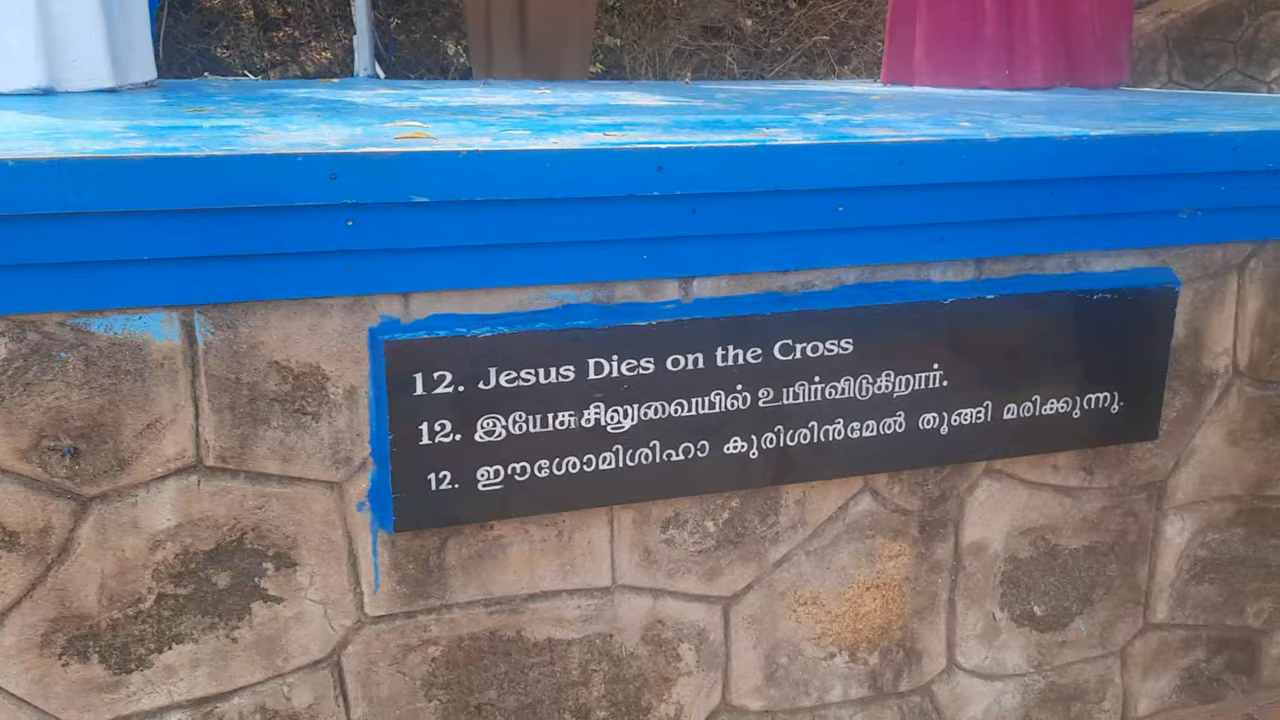 12. Jesus Dies on the Cross
12. இயேசு சிலுவையில் உயிர்விடுகிறார்.
12. ഈശോമിശിഹാ കുരിശിൻമേൽ തൂങ്ങി മരിക്കുന്നു.